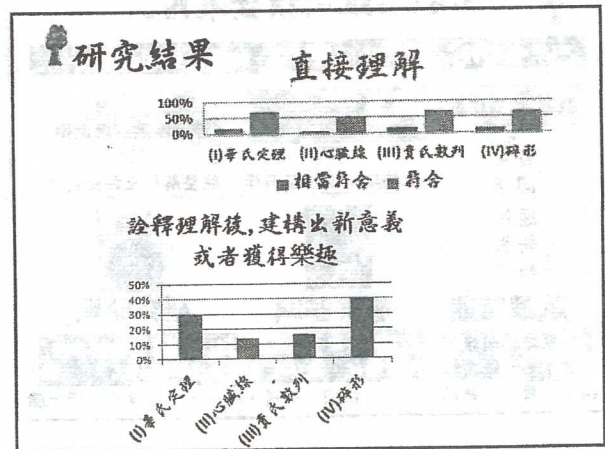 研究結果
直接理解
100%
50%
0%
(I)畢氏定理 (II)心臟線 (III)費氏數列 (IV)碎形
相當符合 符合
詮釋理解後,建構出新意義
或者獲得樂趣
50%
40%
30%
20%
10%
0%
(I)畢氏定理
(II)心臟線
(III)費氏數列
(IV)碎形